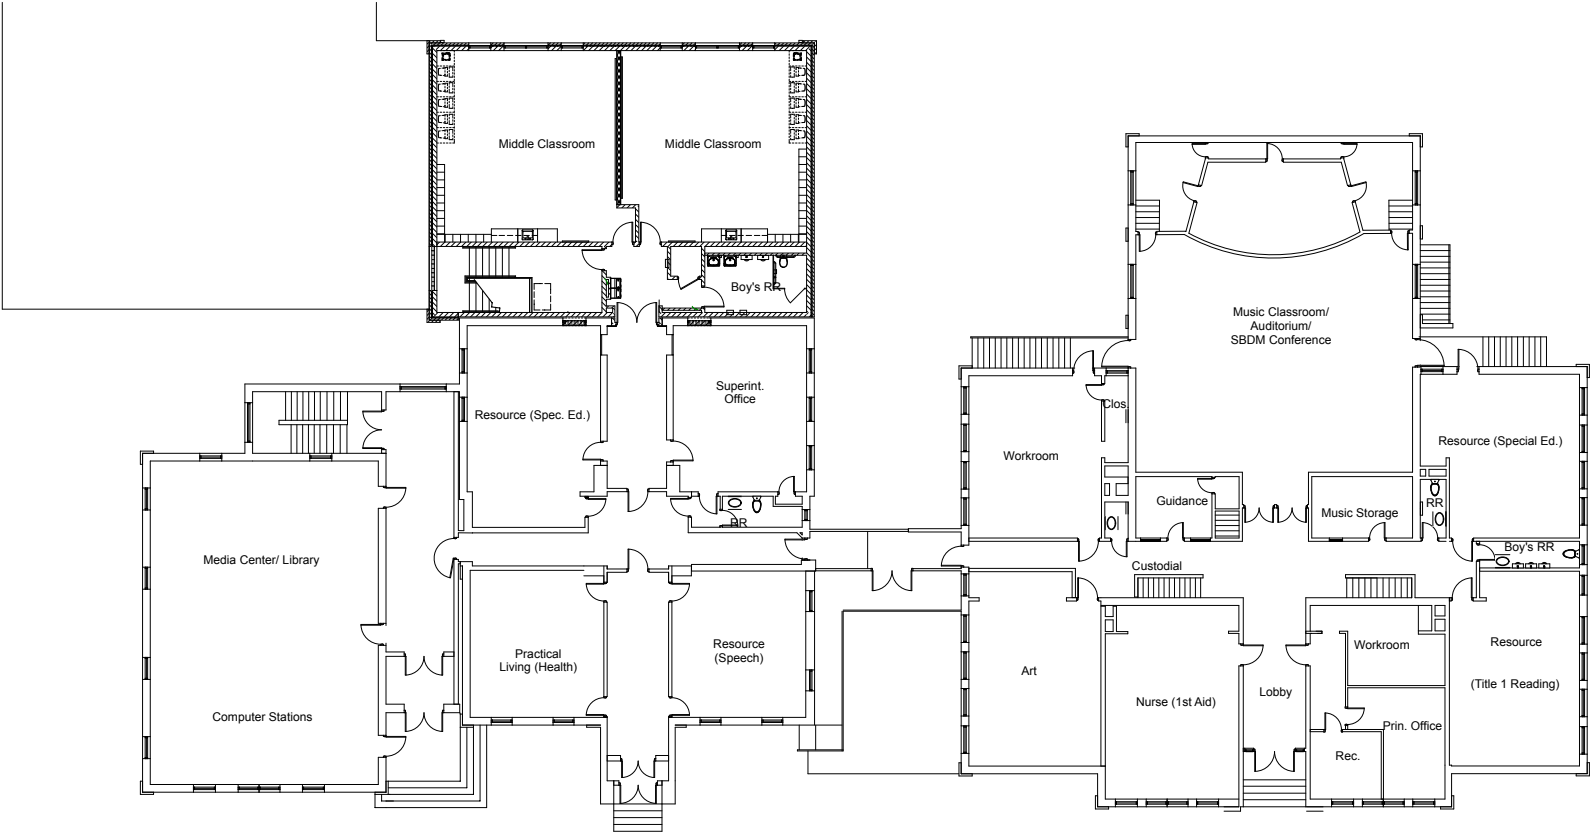 Middle Classroom
Middle Classroom
Boy's RR
Music Classroom/
Auditorium/
SBDM Conference
Superint.
Office
Resource (Spec. Ed.)
Clos.
Workroom
Resource (Special Ed.)
Guidance
Music Storage
RR
RR
Media Center/ Library
Custodial
Boy's RR
Practical
Living (Health)
Resource
(Speech)
Art
Workroom
Resource
(Title 1 Reading)
Nurse (1st Aid)
Lobby
Computer Stations
Prin. Office
Rec.